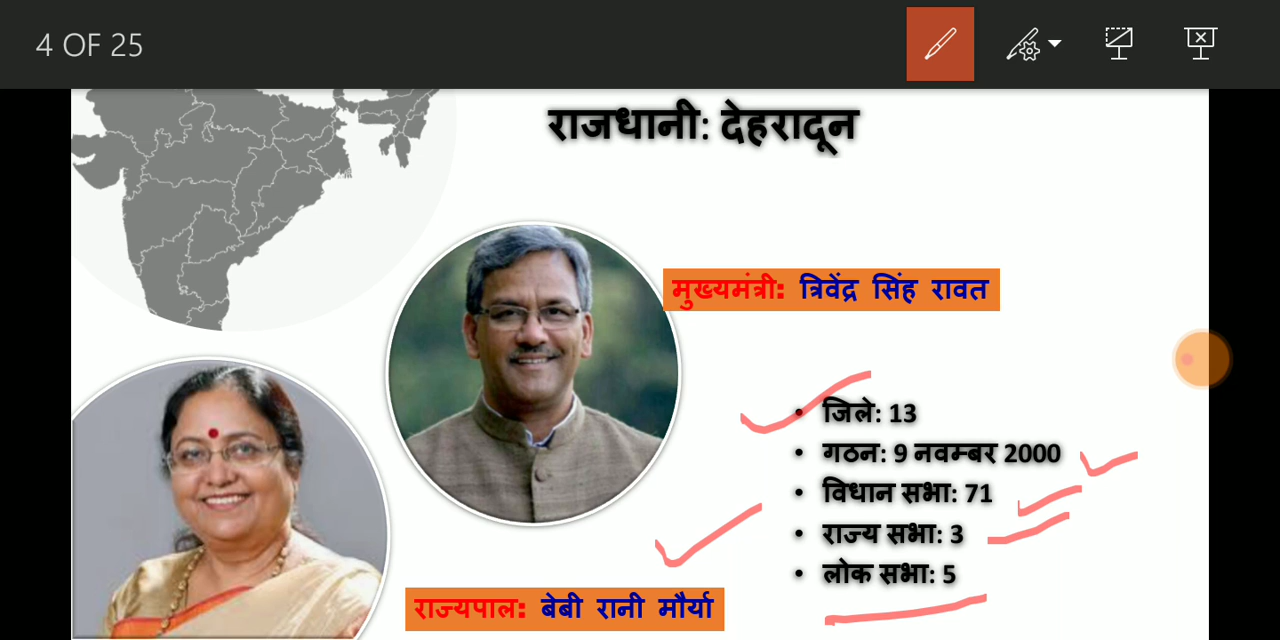 4 OF 25
राजधानी: देहरादून
मुख्यमंत्री: त्रिवेंद्र सिंह रावत
• जिले: 13
• गठन: 9 नवम्बर 2000
• विधान सभा: 71
• राज्य सभा: 3
• लोक सभा: 5
राज्यपाल: बेबी रानी मौर्या